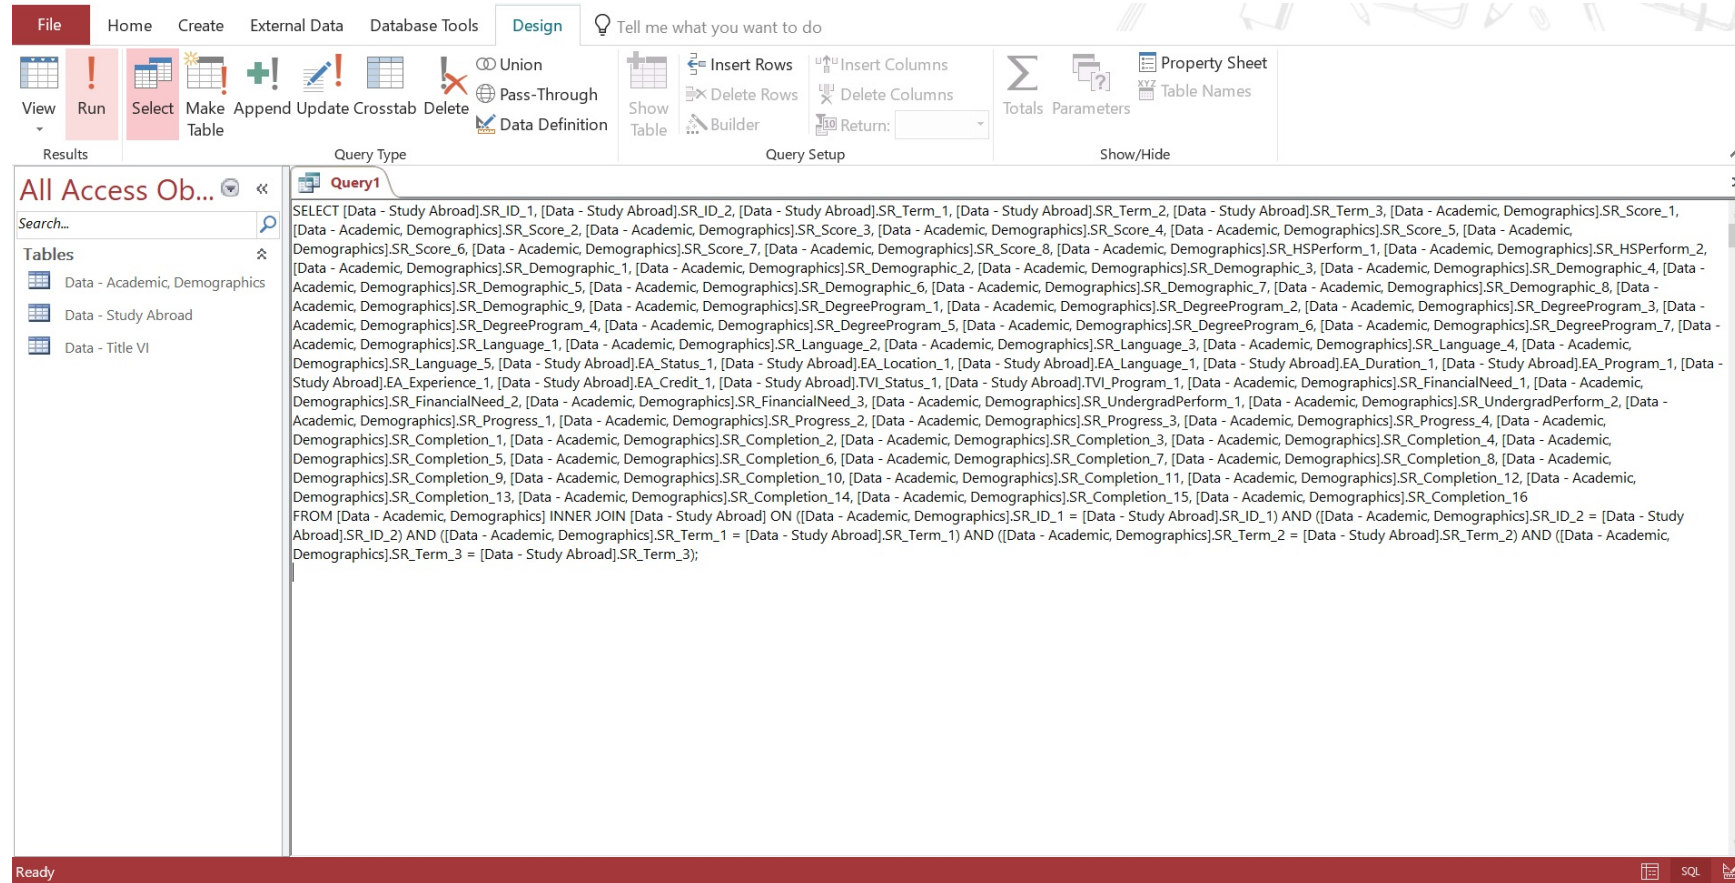 File Home Create External Data Database Tools Design Tell me what you want to do
View Run Select Make Table Append Update Crosstab Delete
Union
Pass-Through
Data Definition
Show Table
Insert Rows
Delete Rows
Builder
Insert Columns
Delete Columns
Return:
Totals Parameters
Property Sheet
Table Names
Results Query Type Query Setup Show/Hide
All Access Ob...
Search...
Tables
Data - Academic, Demographics
Data - Study Abroad
Data - Title VI
Query1
SELECT [Data - Study Abroad].SR_ID_1, [Data - Study Abroad].SR_ID_2, [Data - Study Abroad].SR_Term_1, [Data - Study Abroad].SR_Term_2, [Data - Study Abroad].SR_Term_3, [Data - Academic, Demographics].SR_Score_1,
[Data - Academic, Demographics].SR_Score_2, [Data - Academic, Demographics].SR_Score_3, [Data - Academic, Demographics].SR_Score_4, [Data - Academic, Demographics].SR_Score_5, [Data - Academic,
Demographics].SR_Score_6, [Data - Academic, Demographics].SR_Score_7, [Data - Academic, Demographics].SR_Score_8, [Data - Academic, Demographics].SR_HSPerform_1, [Data - Academic, Demographics].SR_HSPerform_2,
[Data - Academic, Demographics].SR_Demographic_1, [Data - Academic, Demographics].SR_Demographic_2, [Data - Academic, Demographics].SR_Demographic_3, [Data - Academic, Demographics].SR_Demographic_4, [Data -
Academic, Demographics].SR_Demographic_5, [Data - Academic, Demographics].SR_Demographic_6, [Data - Academic, Demographics].SR_Demographic_7, [Data - Academic, Demographics].SR_Demographic_8, [Data -
Academic, Demographics].SR_Demographic_9, [Data - Academic, Demographics].SR_DegreeProgram_1, [Data - Academic, Demographics].SR_DegreeProgram_2, [Data - Academic, Demographics].SR_DegreeProgram_3, [Data -
Academic, Demographics].SR_DegreeProgram_4, [Data - Academic, Demographics].SR_DegreeProgram_5, [Data - Academic, Demographics].SR_DegreeProgram_6, [Data - Academic, Demographics].SR_DegreeProgram_7, [Data -
Academic, Demographics].SR_Language_1, [Data - Academic, Demographics].SR_Language_2, [Data - Academic, Demographics].SR_Language_3, [Data - Academic, Demographics].SR_Language_4, [Data - Academic,
Demographics].SR_Language_5, [Data - Study Abroad].EA_Status_1, [Data - Study Abroad].EA_Location_1, [Data - Study Abroad].EA_Language_1, [Data - Study Abroad].EA_Duration_1, [Data - Study Abroad].EA_Program_1, [Data -
Study Abroad].EA_Experience_1, [Data - Study Abroad].EA_Credit_1, [Data - Study Abroad].TVI_Status_1, [Data - Study Abroad].TVI_Program_1, [Data - Academic, Demographics].SR_FinancialNeed_1, [Data - Academic,
Demographics].SR_FinancialNeed_2, [Data - Academic, Demographics].SR_FinancialNeed_3, [Data - Academic, Demographics].SR_UndergradPerform_1, [Data - Academic, Demographics].SR_UndergradPerform_2, [Data -
Academic, Demographics].SR_Progress_1, [Data - Academic, Demographics].SR_Progress_2, [Data - Academic, Demographics].SR_Progress_3, [Data - Academic, Demographics].SR_Progress_4, [Data - Academic,
Demographics].SR_Completion_1, [Data - Academic, Demographics].SR_Completion_2, [Data - Academic, Demographics].SR_Completion_3, [Data - Academic, Demographics].SR_Completion_4, [Data - Academic,
Demographics].SR_Completion_5, [Data - Academic, Demographics].SR_Completion_6, [Data - Academic, Demographics].SR_Completion_7, [Data - Academic, Demographics].SR_Completion_8, [Data - Academic,
Demographics].SR_Completion_9, [Data - Academic, Demographics].SR_Completion_10, [Data - Academic, Demographics].SR_Completion_11, [Data - Academic, Demographics].SR_Completion_12, [Data - Academic,
Demographics].SR_Completion_13, [Data - Academic, Demographics].SR_Completion_14, [Data - Academic, Demographics].SR_Completion_15, [Data - Academic, Demographics].SR_Completion_16
FROM [Data - Academic, Demographics] INNER JOIN [Data - Study Abroad] ON ([Data - Academic, Demographics].SR_ID_1 = [Data - Study Abroad].SR_ID_1) AND ([Data - Academic, Demographics].SR_ID_2 = [Data - Study
Abroad].SR_ID_2) AND ([Data - Academic, Demographics].SR_Term_1 = [Data - Study Abroad].SR_Term_1) AND ([Data - Academic, Demographics].SR_Term_2 = [Data - Study Abroad].SR_Term_2) AND ([Data - Academic,
Demographics].SR_Term_3 = [Data - Study Abroad].SR_Term_3);
Ready SQL